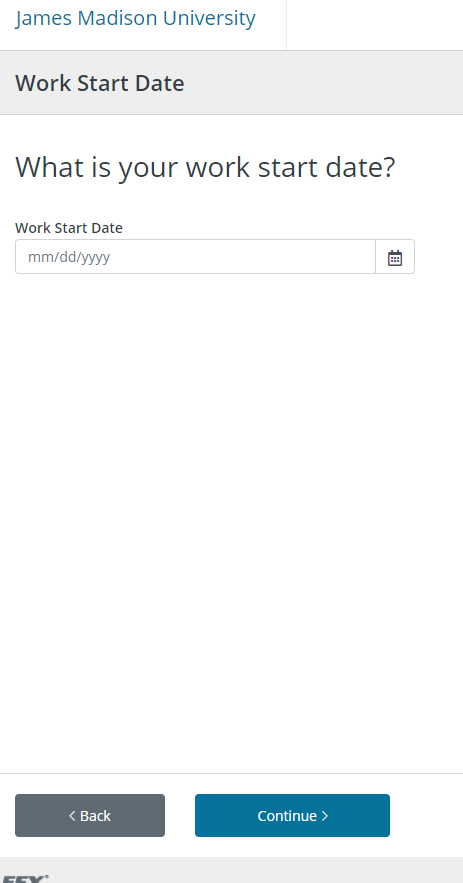 James Madison University
Work Start Date
What is your work start date?
Work Start Date
mm/dd/yyyy
Back
Continue